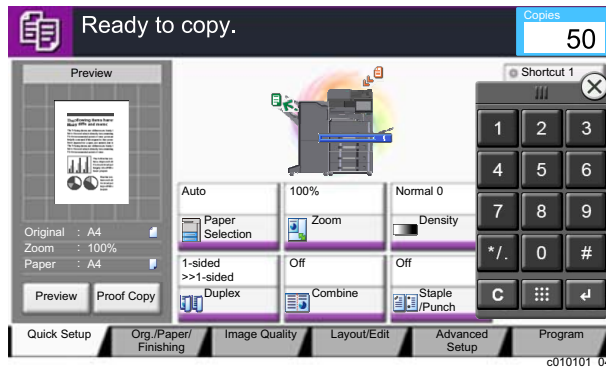 Ready to copy.
Copies
50
Preview
Shortcut 1
1 2 3
4 5 6
7 8 9
*/. 0 #
C
Original : A4
Zoom : 100%
Paper : A4
Preview
Proof Copy
Auto
Paper
Selection
100%
Zoom
Normal 0
Density
1-sided
>>1-sided
Duplex
Off
Combine
Off
Staple
/Punch
Quick Setup
Org./Paper/
Finishing
Image Quality
Layout/Edit
Advanced
Setup
Program